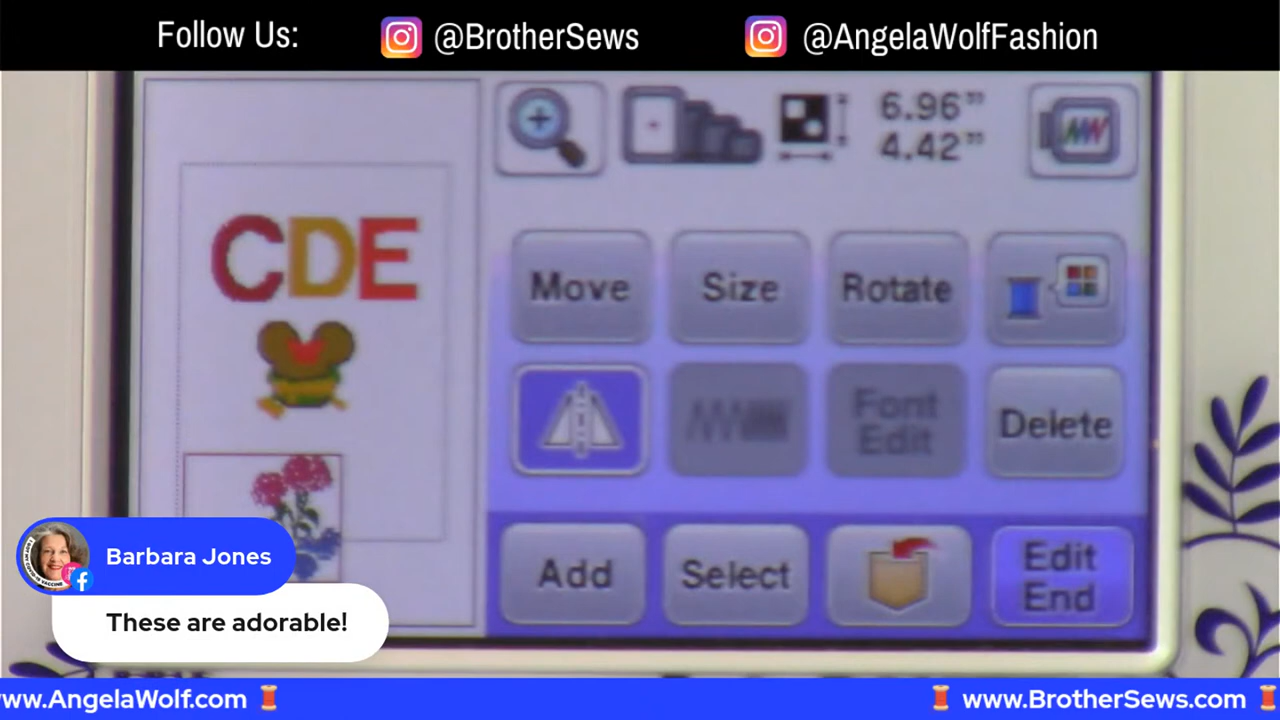 Follow Us: @BrotherSews @AngelaWolfFashion
6.96"
4.42"
CDE
Move Size Rotate
Font
Edit
Delete
Add Select
Edit
End
Barbara Jones
These are adorable!
ww.AngelaWolf.com www.BrotherSews.com